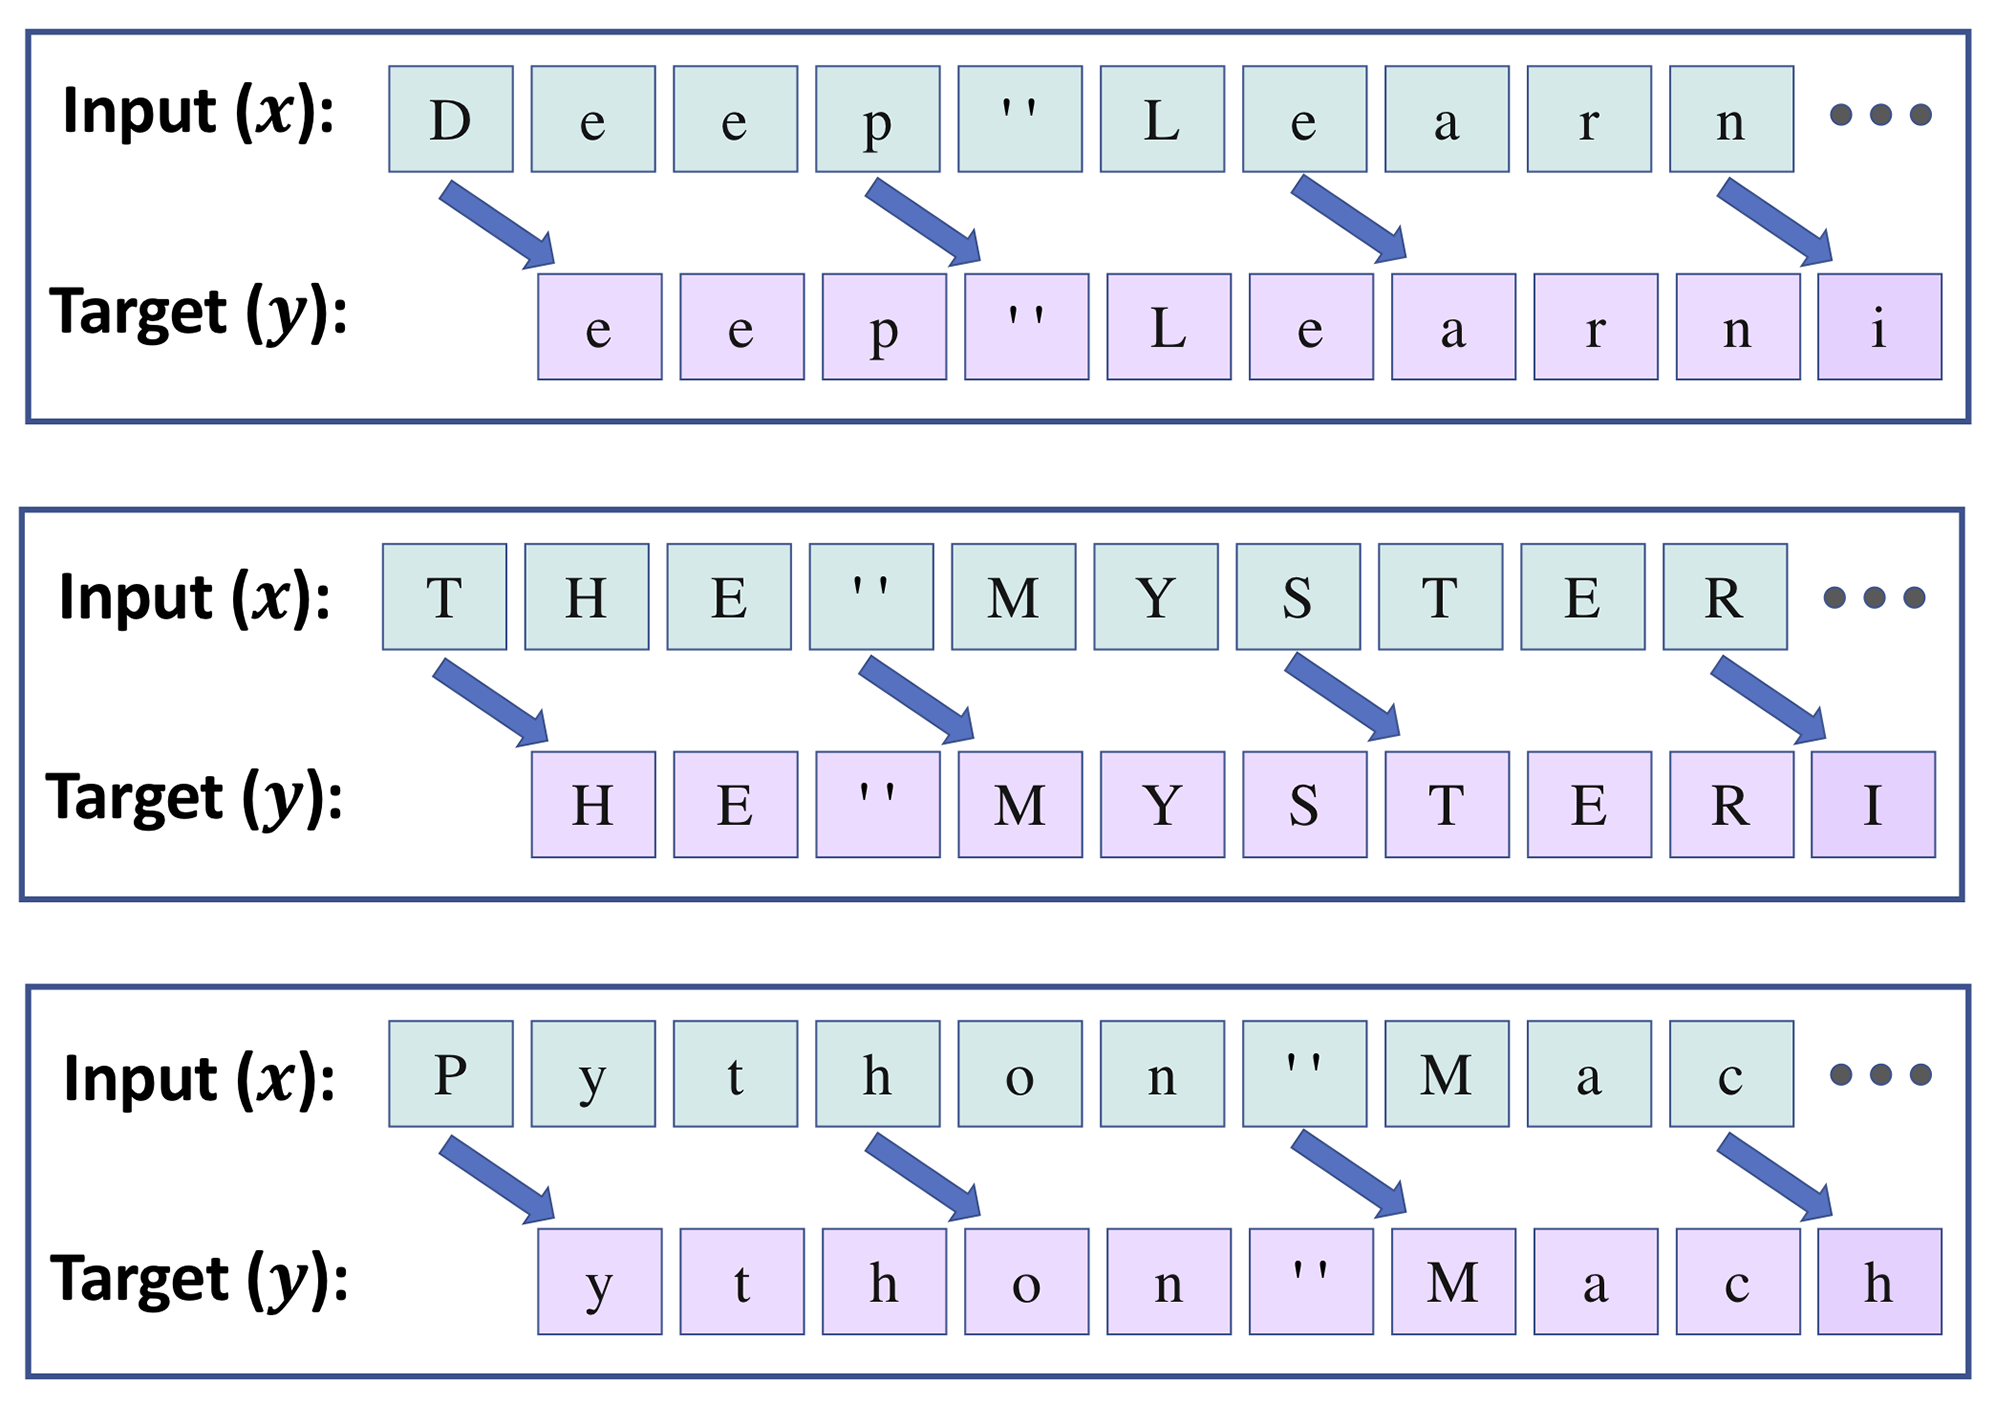 Input (x): D e e p ' ' L e a r n
Target (y): e e p ' ' L e a r n i
Input (x): T H E ' ' M Y S T E R
Target (y): H E ' ' M Y S T E R I
Input (x): P y t h o n ' ' M a c
Target (y): y t h o n ' ' M a c h